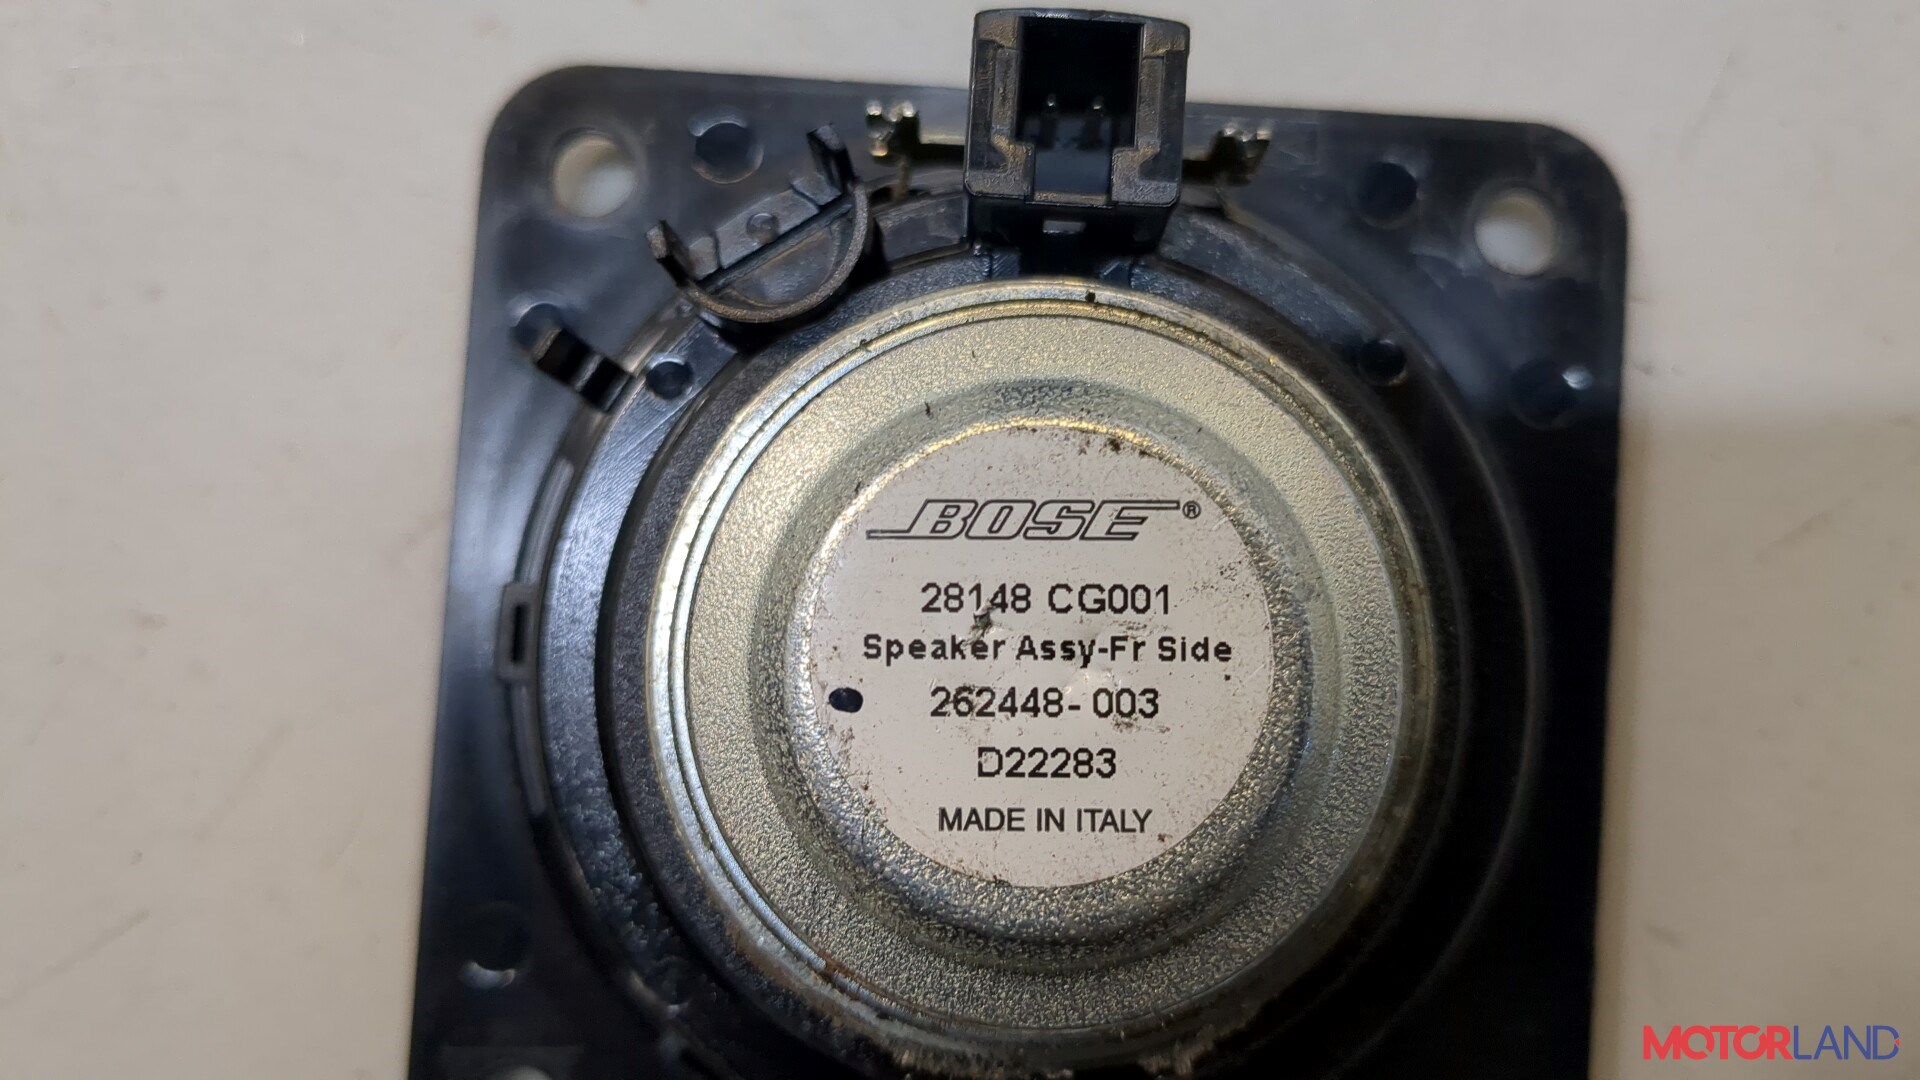 BOSE®
28148 CG001
Speaker Assy-Fr Side
262448-003
D22283
MADE IN ITALY
MOTORLAND